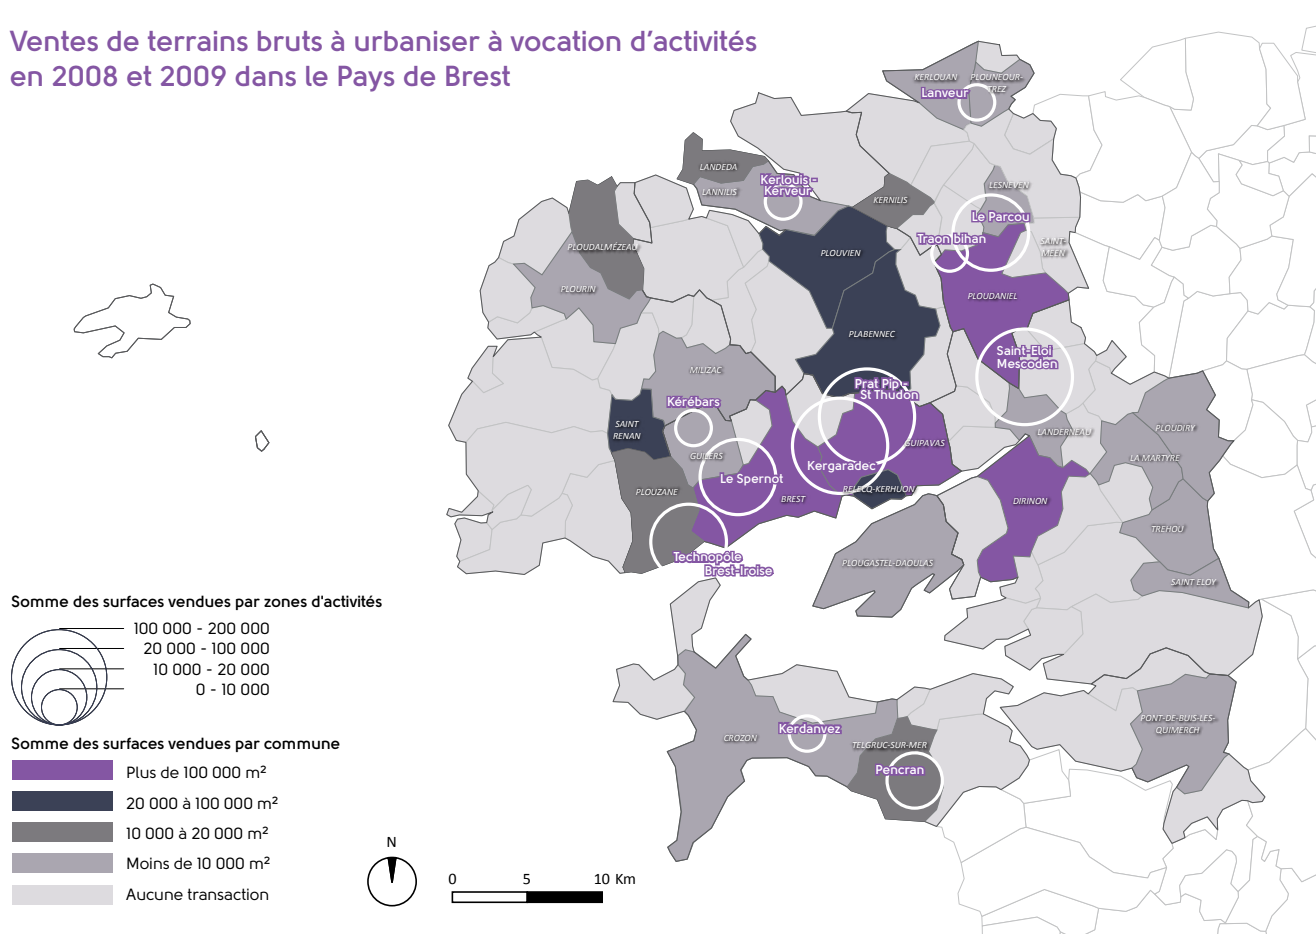 Ventes de terrains bruts à urbaniser à vocation d'activités
en 2008 et 2009 dans le Pays de Brest
KERLOUAN
PLOUNEOUR-
TREZ
Lanveur
LANDEDA
LANNILIS
Kerlouis -
Kerveur
KERNILIS
LESNEVEN
Le Parcou
Traon bihan
SAINT-
MEEN
PLOUDALMÉZEAU
PLOURIN
PLOUVIEN
PLOUDANIEL
PLABENNEC
Saint-Eloi
Mescoden
MILIZAC
Prat Pip -
St Thudon
Kérébars
SAINT
RENAN
GUILERS
GUIPAVAS
LANDERNEAU
PLOUDIRY
LA MARTYRE
Kergaradec
Le Spernot
PLOUZANE
BREST
RELECQ-KERHUON
DIRINON
TREHOU
Technopôle
Brest-Iroise
PLOUGASTEL-DAOULAS
SAINT ELOY
Somme des surfaces vendues par zones d'activités
100 000 - 200 000
20 000 - 100 000
10 000 - 20 000
0 - 10 000
Somme des surfaces vendues par commune
Plus de 100 000 m²
20 000 à 100 000 m²
10 000 à 20 000 m²
Moins de 10 000 m²
Aucune transaction
CROZON
Kerdanvez
TELGRUC-SUR-MER
Pencran
PONT-DE-BUIS-LES-
QUIMERCH
N
0 5 10 Km